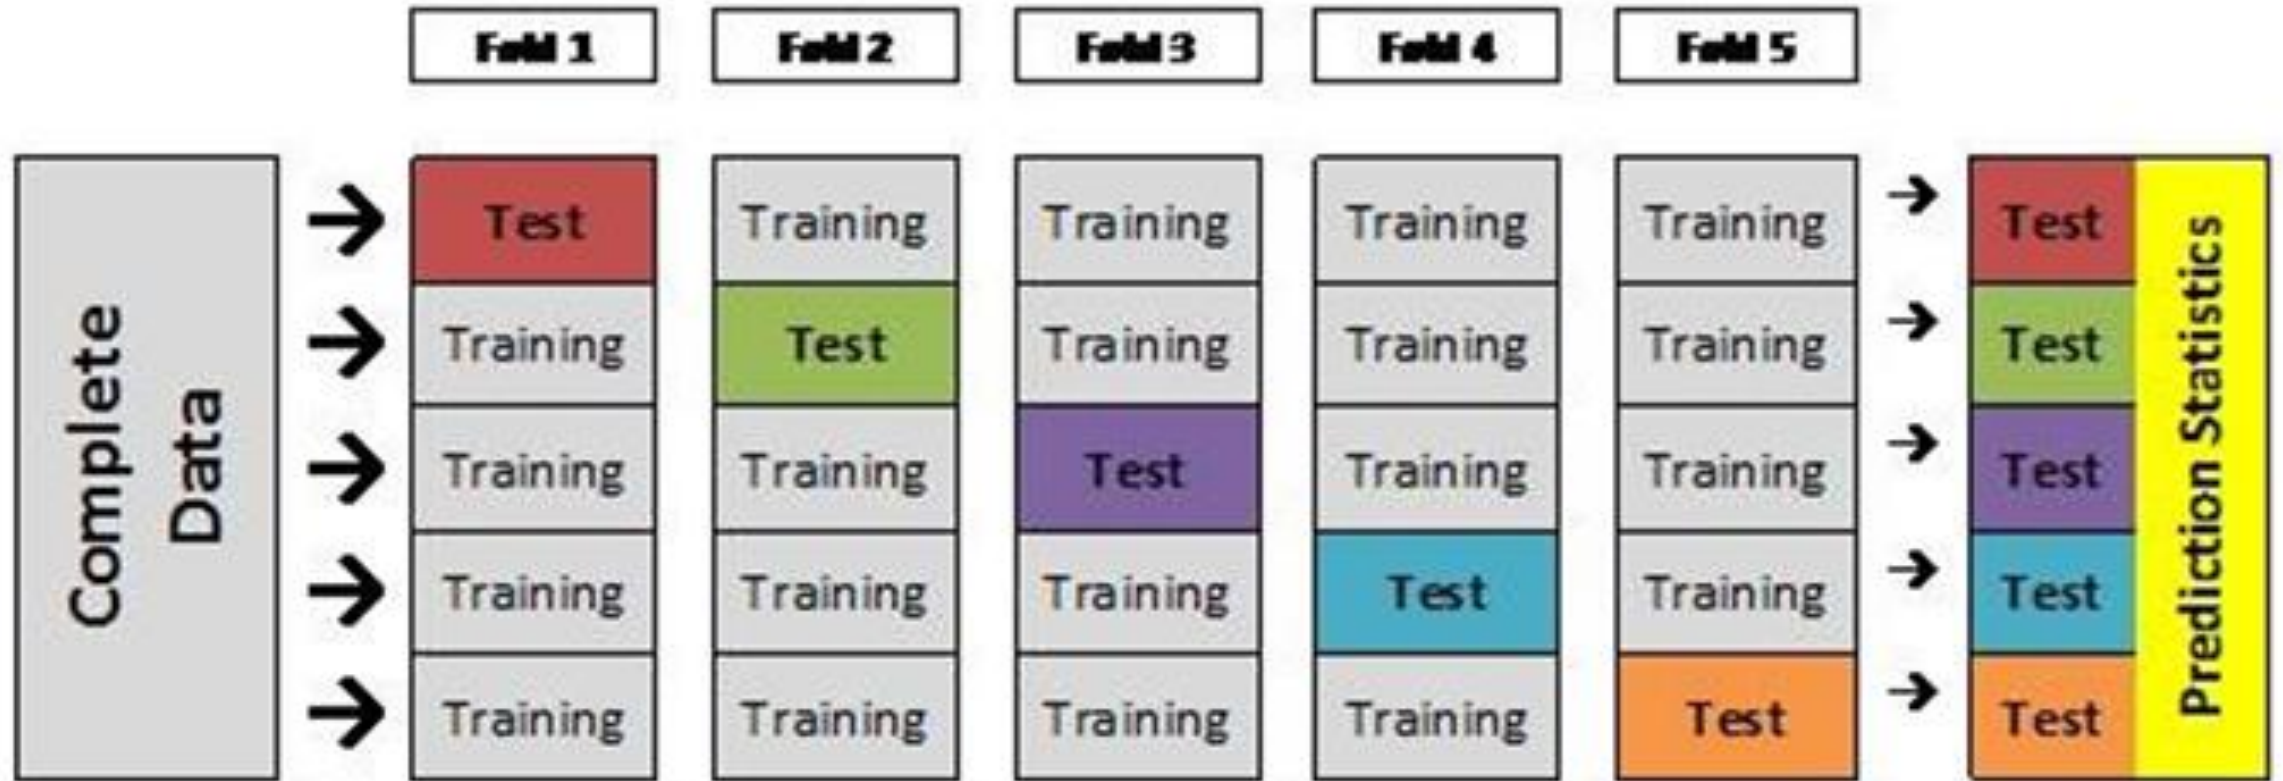 Fold 1 Fold 2 Fold 3 Fold 4 Fold 5
Complete
Data
Test Training Training Training Training Test
Training Test Training Training Training Test
Training Training Test Training Training Test
Training Training Training Test Training Test
Training Training Training Training Test Test
Prediction Statistics